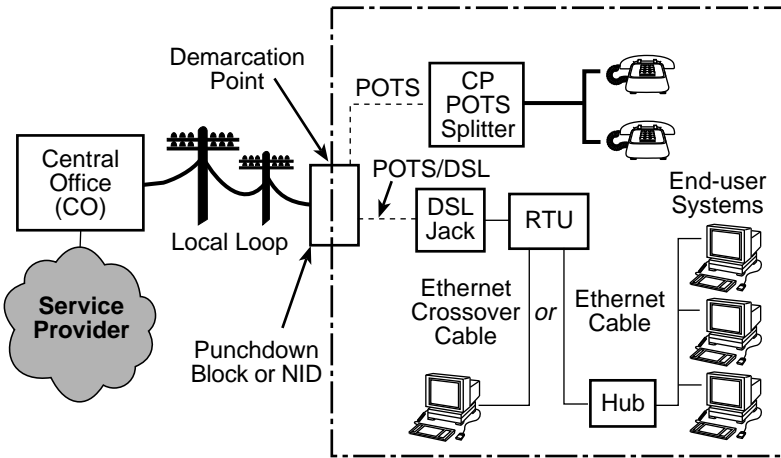 Demarcation
Point
POTS
CP
POTS
Splitter
Central
Office
(CO)
POTS/DSL
Local Loop
DSL
Jack
RTU
End-user
Systems
Service
Provider
Ethernet
Crossover
Cable
or
Ethernet
Cable
Punchdown
Block or NID
Hub